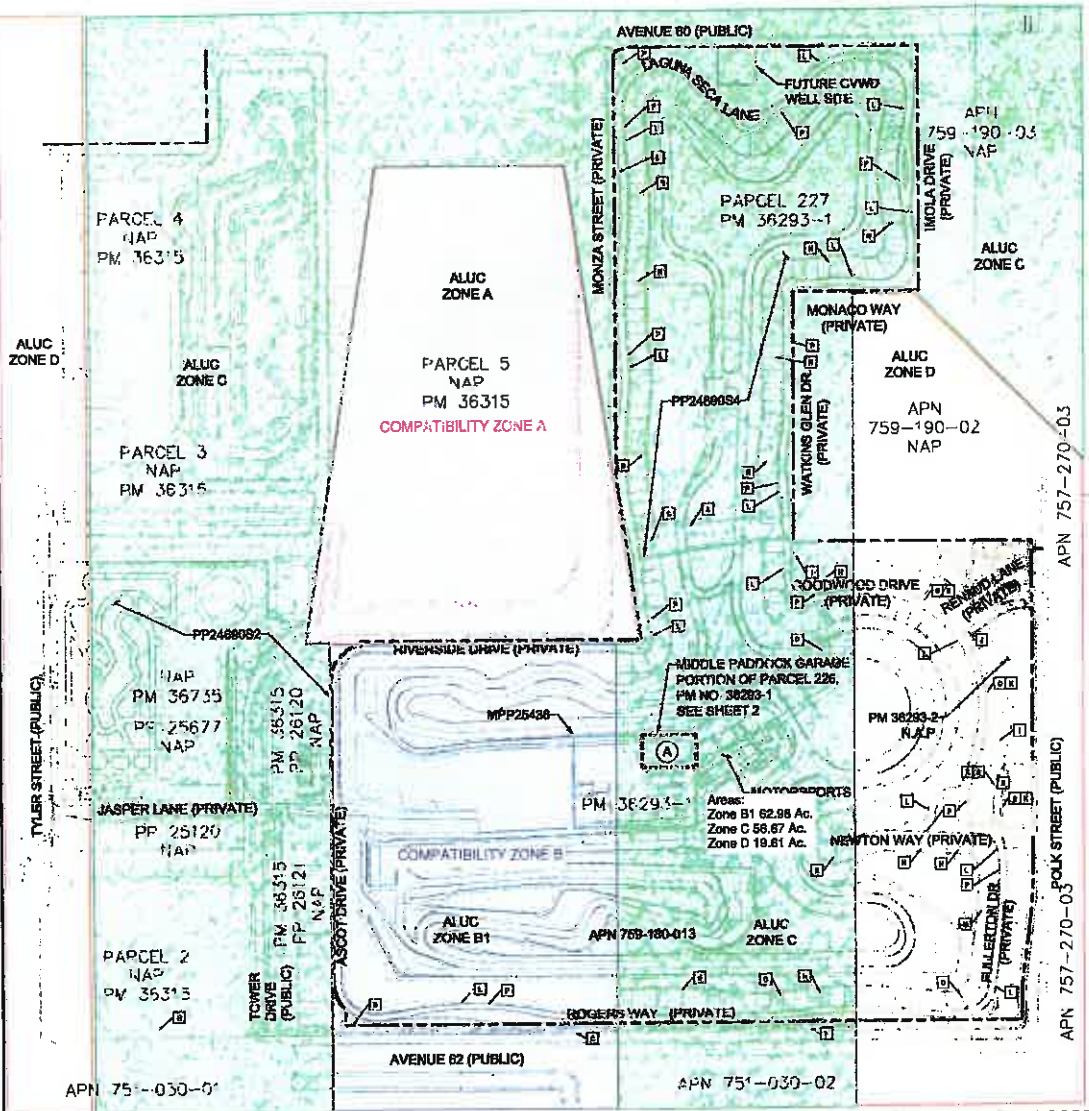 AVENUE 60 (PUBLIC)
LAGUNA SECA LANE
FUTURE CVWD
WELL SITE
APN
759-190-03
NAP
IMOLA DRIVE
(PRIVATE)
MONZA STREET (PRIVATE)
PARCEL 227
PM 36293-1
PARCEL 4
NAP
PM 36315
ALUC
ZONE A
ALUC
ZONE C
MONACO WAY
(PRIVATE)
ALUC
ZONE D
ALUC
ZONE C
PARCEL 5
NAP
PM 36315
COMPATIBILITY ZONE A
ALUC
ZONE D
APN
759-190-02
NAP
PP24690S4
WATKINS GLEN DR.
(PRIVATE)
APN 757-270-03
PARCEL 3
NAP
PM 36315
GOODWOOD DRIVE
(PRIVATE)
RENNOD LANE
(PRIVATE)
PP24690S2
RIVERSIDE DRIVE (PRIVATE)
MIDDLE PADDOCK GARAGE
PORTION OF PARCEL 226,
PM NO. 36293-1
SEE SHEET 2
NAP
PM 36735
PP 25677
NAP
PM 36315
PP 26120
NAP
MPP25436
PM 36293-2
N.A.P
A
TYLER STREET (PUBLIC)
JASPER LANE (PRIVATE)
PP 26120
NAP
PM 36293-1
MOTORSPORTS
Areas:
Zone B1 62.98 Ac.
Zone C 56.67 Ac.
Zone D 19.81 Ac.
NEWTON WAY (PRIVATE)
POLK STREET (PUBLIC)
COMPATIBILITY ZONE B
ASCOT DRIVE (PRIVATE)
PM 36315
PP 26121
NAP
ALUC
ZONE B1
APN 759-180-013
ALUC
ZONE C
FULLERTON DR.
(PRIVATE)
PARCEL 2
NAP
PM 36315
TOWER
DRIVE
(PUBLIC)
ROGERS WAY (PRIVATE)
APN 757-270-03
AVENUE 62 (PUBLIC)
APN 751-030-01
APN 751-030-02